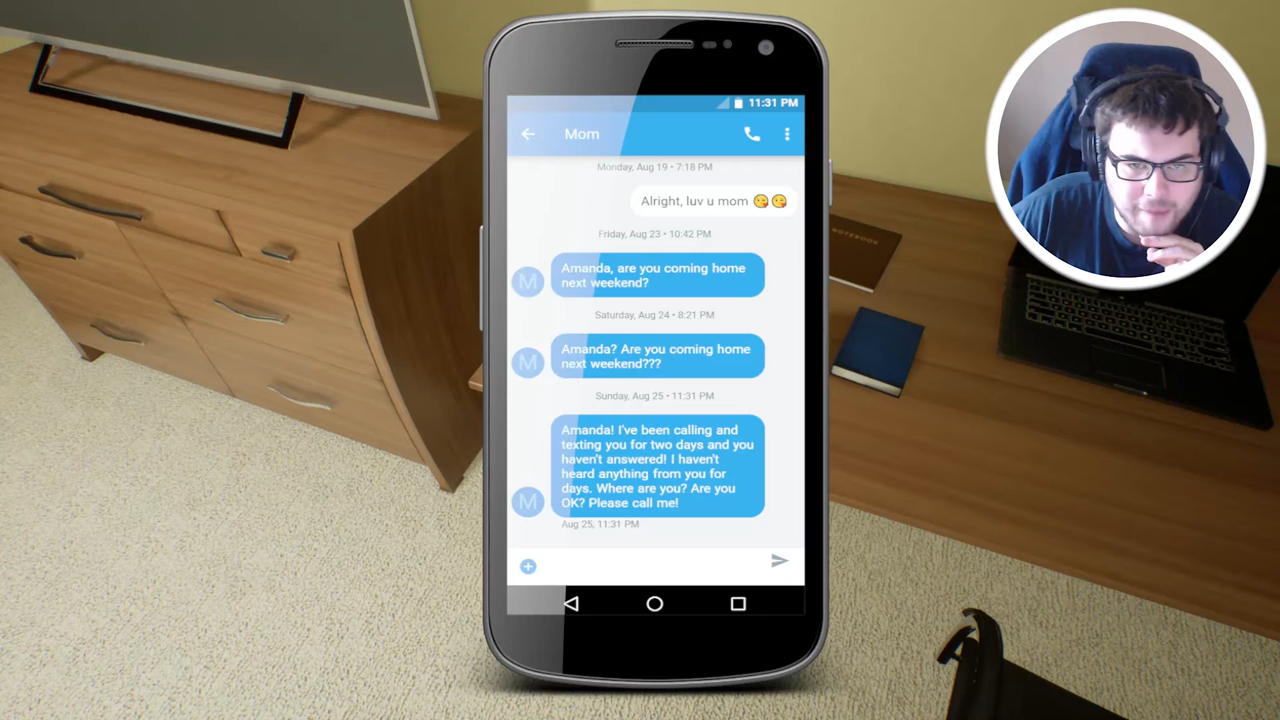 11:31 PM
Mom
Monday, Aug 19 • 7:18 PM
Alright, luv u mom 😋😋
Friday, Aug 23 • 10:42 PM
M
Amanda, are you coming home
next weekend?
Saturday, Aug 24 • 8:21 PM
M
Amanda? Are you coming home
next weekend???
Sunday, Aug 25 • 11:31 PM
M
Amanda! I've been calling and
texting you for two days and you
haven't answered! I haven't
heard anything from you for
days. Where are you? Are you
OK? Please call me!
Aug 25, 11:31 PM
NOTEBOOK